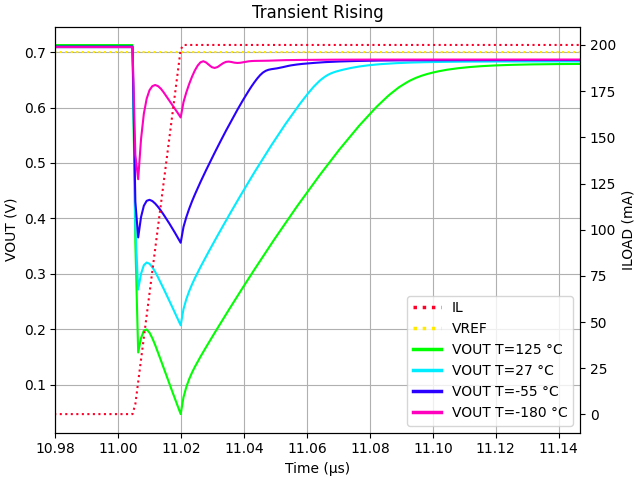 Transient Rising
VOUT (V)
0.7
0.6
0.5
0.4
0.3
0.2
0.1
200
175
150
125
100
75
50
25
0
ILOAD (mA)
IL
VREF
VOUT T=125 °C
VOUT T=27 °C
VOUT T=-55 °C
VOUT T=-180 °C
10.98 11.00 11.02 11.04 11.06 11.08 11.10 11.12 11.14
Time (µs)